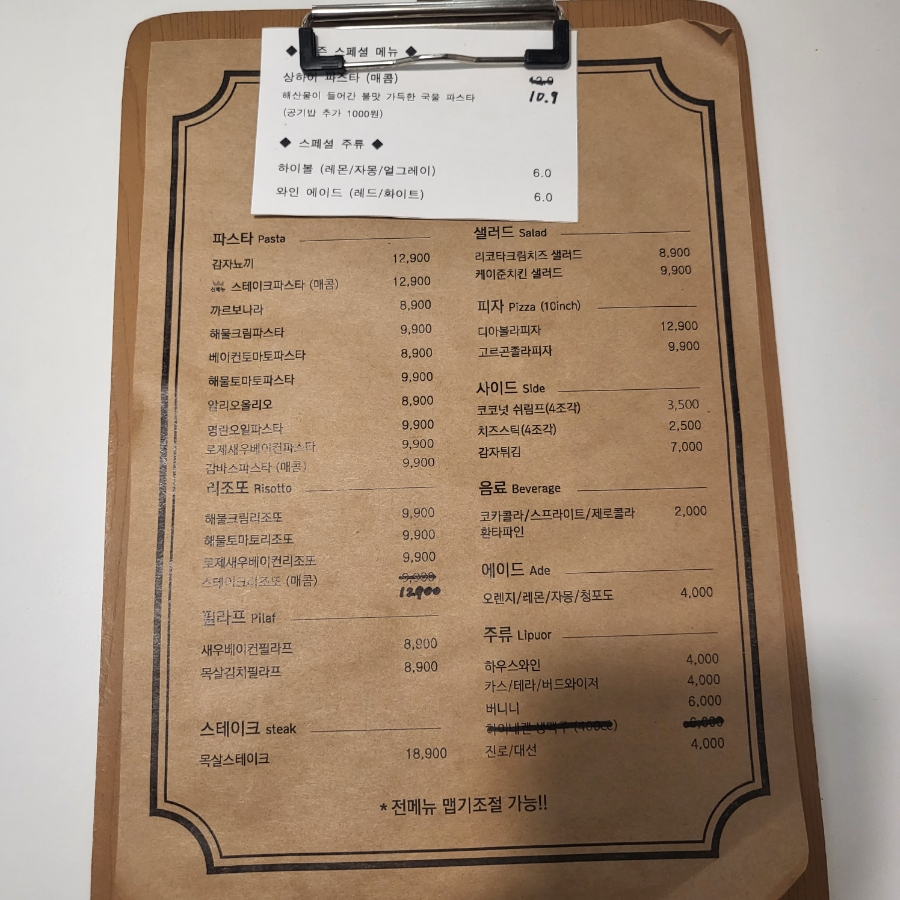 스페셜 메뉴
상하이 파스타 (매콤) 12.9
해산물이 들어간 불맛 가득한 국물 파스타 10.9
(공기밥 추가 1000원)
◆ 스페셜 주류 ◆
하이볼 (레몬/자몽/얼그레이) 6.0
와인 에이드 (레드/화이트) 6.0
파스타 Pasta
감자뇨끼 12,900
신메뉴 스테이크파스타 (매콤) 12,900
까르보나라 8,900
해물크림파스타 9,900
베이컨토마토파스타 8,900
해물토마토파스타 9,900
알리오올리오 8,900
명란오일파스타 9,900
로제새우베이컨파스타 9,900
감바스파스타 (매콤) 9,900
리조또 Risotto
해물크림리조또 9,900
해물토마토리조또 9,900
로제새우베이컨리조또 9,900
스테이크리조또 (매콤) 9,900
12900
필라프 Pilaf
새우베이컨필라프 8,900
목살김치필라프 8,900
스테이크 steak
목살스테이크 18,900
샐러드 Salad
리코타크림치즈 샐러드 8,900
케이준치킨 샐러드 9,900
피자 Pizza (10inch)
디아볼라피자 12,900
고르곤졸라피자 9,900
사이드 Side
코코넛 쉬림프(4조각) 3,500
치즈스틱(4조각) 2,500
감자튀김 7,000
음료 Beverage
코카콜라/스프라이트/제로콜라 2,000
환타파인
에이드 Ade
오렌지/레몬/자몽/청포도 4,000
주류 Lipuor
하우스와인 4,000
카스/테라/버드와이저 4,000
버니니 6,000
하이네켄 생맥주 (400cc) 6,000
진로/대선 4,000
* 전메뉴 맵기조절 가능!!